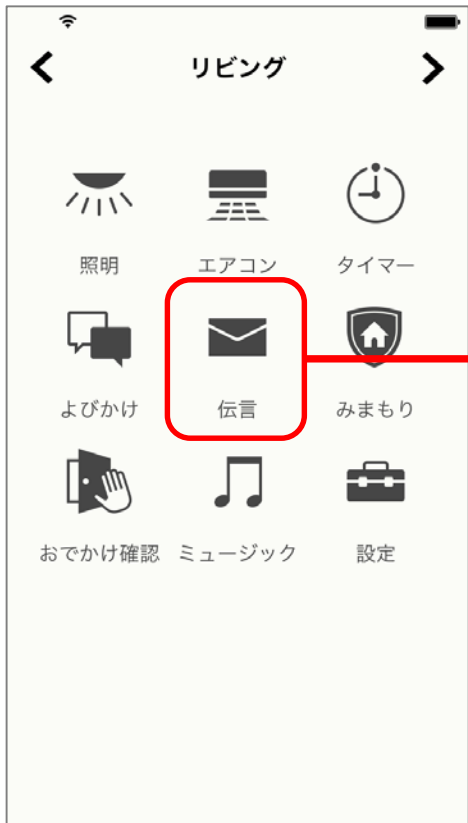 リビング
照明 エアコン タイマー
よびかけ 伝言 みまもり
おでかけ確認 ミュージック 設定